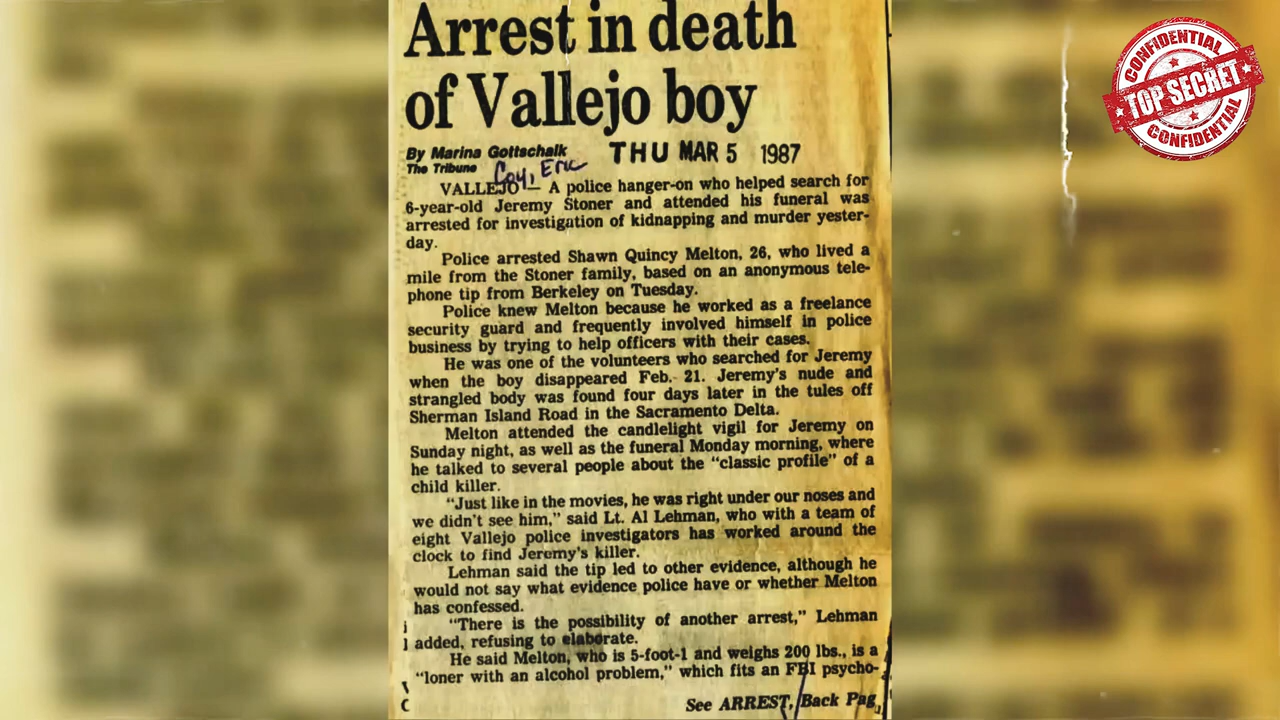 Arrest in death
of Vallejo boy
By Marina Gottschalk
The Tribune
THU MAR 5 1987
Coy, Eric
VALLEJO — A police hanger-on who helped search for
6-year-old Jeremy Stoner and attended his funeral was
arrested for investigation of kidnapping and murder yester-
day.
Police arrested Shawn Quincy Melton, 26, who lived a
mile from the Stoner family, based on an anonymous tele-
phone tip from Berkeley on Tuesday.
Police knew Melton because he worked as a freelance
security guard and frequently involved himself in police
business by trying to help officers with their cases.
He was one of the volunteers who searched for Jeremy
when the boy disappeared Feb. 21. Jeremy's nude and
strangled body was found four days later in the tules off
Sherman Island Road in the Sacramento Delta.
Melton attended the candlelight vigil for Jeremy on
Sunday night, as well as the funeral Monday morning, where
he talked to several people about the “classic profile” of a
child killer.
“Just like in the movies, he was right under our noses and
we didn't see him,” said Lt. Al Lehman, who with a team of
eight Vallejo police investigators has worked around the
clock to find Jeremy's killer.
Lehman said the tip led to other evidence, although he
would not say what evidence police have or whether Melton
has confessed.
“There is the possibility of another arrest,” Lehman
added, refusing to elaborate.
He said Melton, who is 5-foot-1 and weighs 200 lbs., is a
“loner with an alcohol problem,” which fits an FBI psycho-
See ARREST, Back Pag
CONFIDENTIAL
TOP SECRET
CONFIDENTIAL